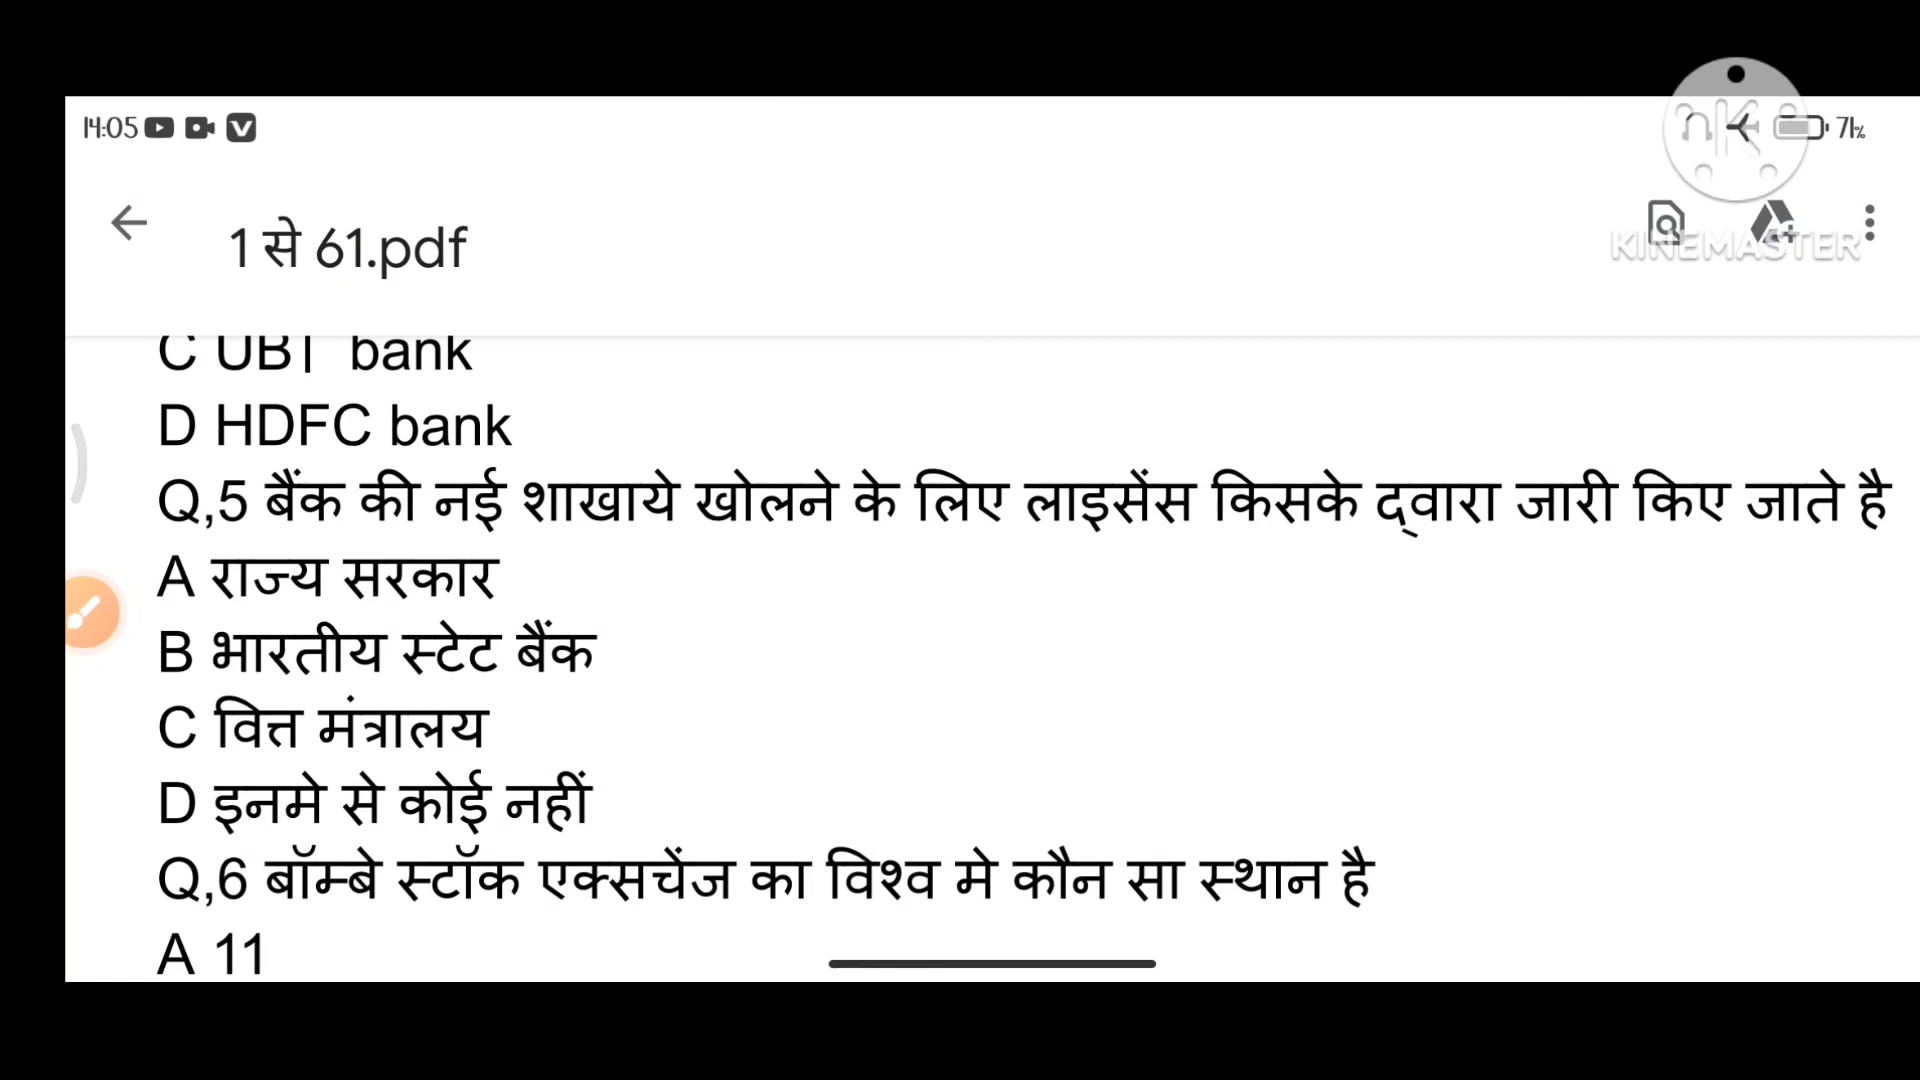 14:05 71%
KINEMASTER
1 से 61.pdf
C UBI bank
D HDFC bank
Q,5 बैंक की नई शाखाये खोलने के लिए लाइसेंस किसके द्वारा जारी किए जाते है
A राज्य सरकार
B भारतीय स्टेट बैंक
C वित्त मंत्रालय
D इनमे से कोई नहीं
Q,6 बॉम्बे स्टॉक एक्सचेंज का विश्व मे कौन सा स्थान है
A 11